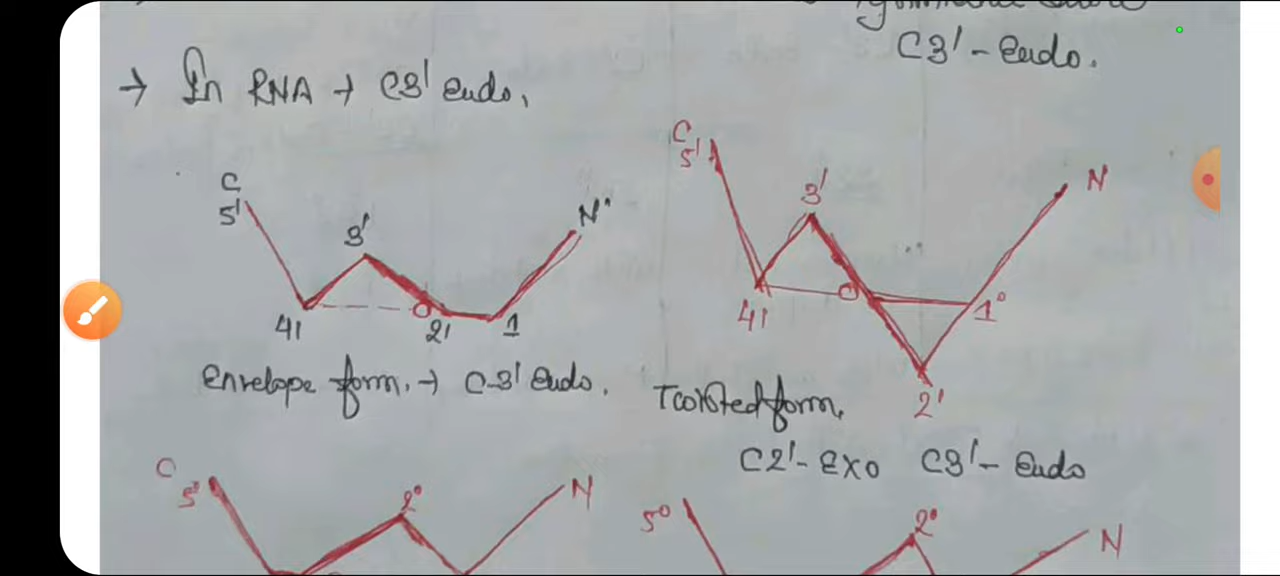 C3'-Endo.
→ In RNA → C3' endo,
C
5'
3'
N
4'
O
2'
1
Envelope form. → C-3' Endo.
C
5'
3'
N
4'
O
1°
2'
Twisted form.
C2'-Exo C3'-Endo
C
5'
2°
N
5°
2°
N